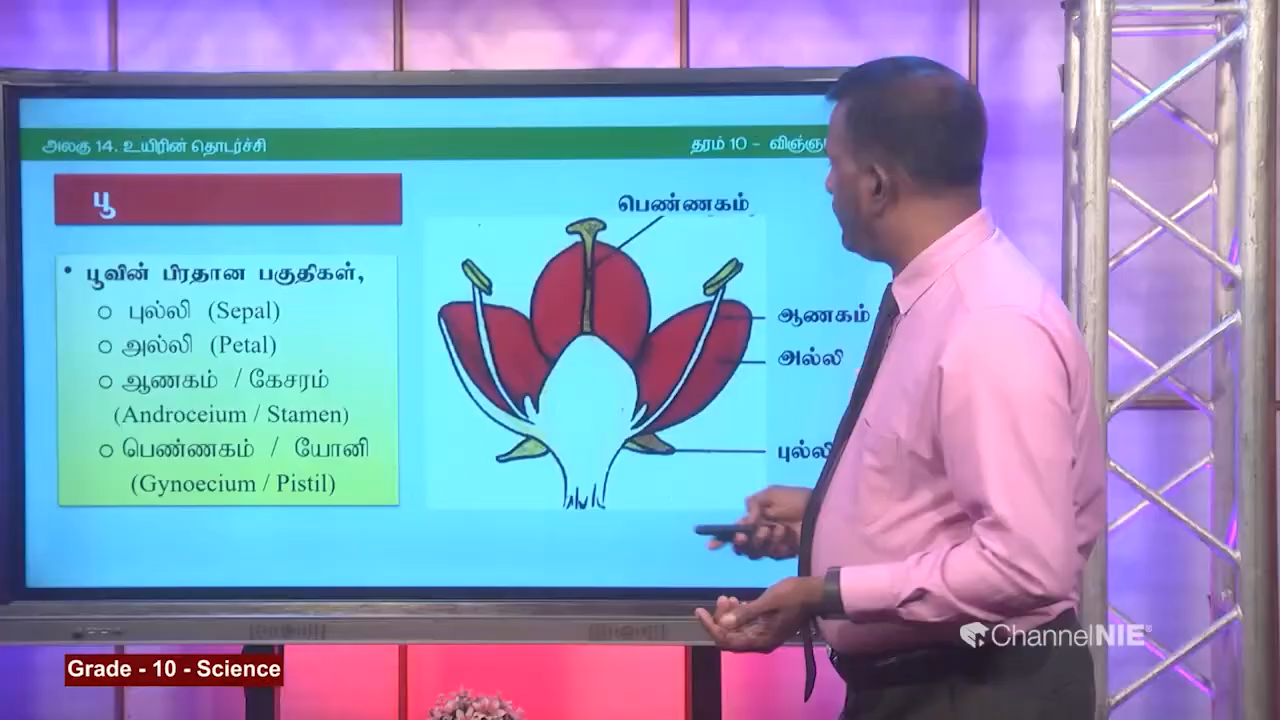 அலகு 14. உயிரின் தொடர்ச்சி
தரம் 10 -
பூ
• பூவின் பிரதான பகுதிகள்,
புல்லி (Sepal)
அல்லி (Petal)
ஆணகம் / கேசரம்
(Androceium / Stamen)
பெண்ணகம் / யோனி
(Gynoecium / Pistil)
பெண்ணகம்
ஆணகம்
அல்லி
புல்லி
ChannelNIE
Grade - 10 - Science